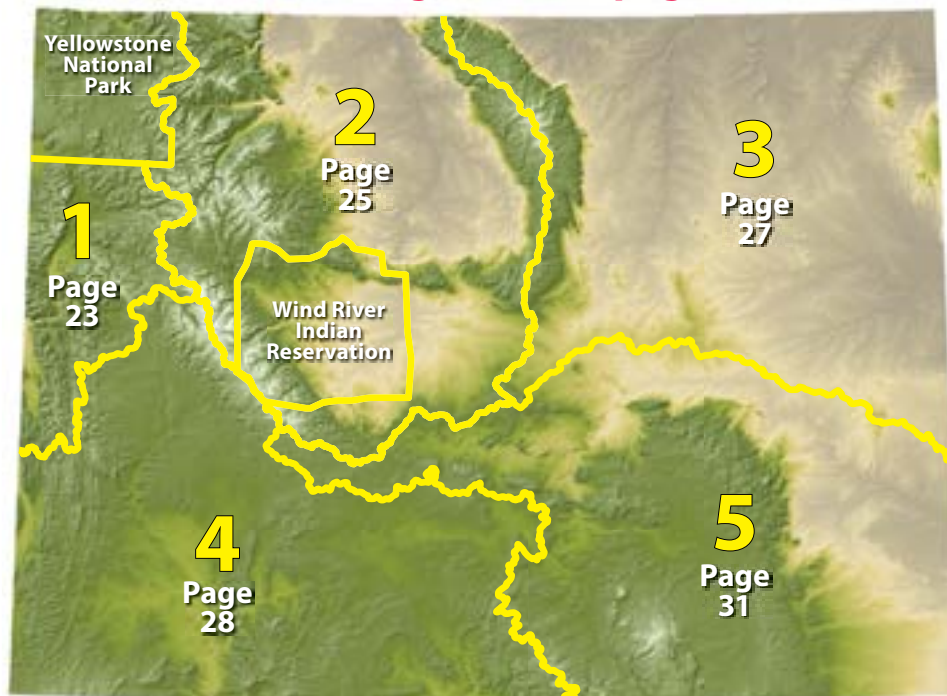 Yellowstone
National
Park
2
Page
25
3
Page
27
1
Page
23
Wind River
Indian
Reservation
4
Page
28
5
Page
31